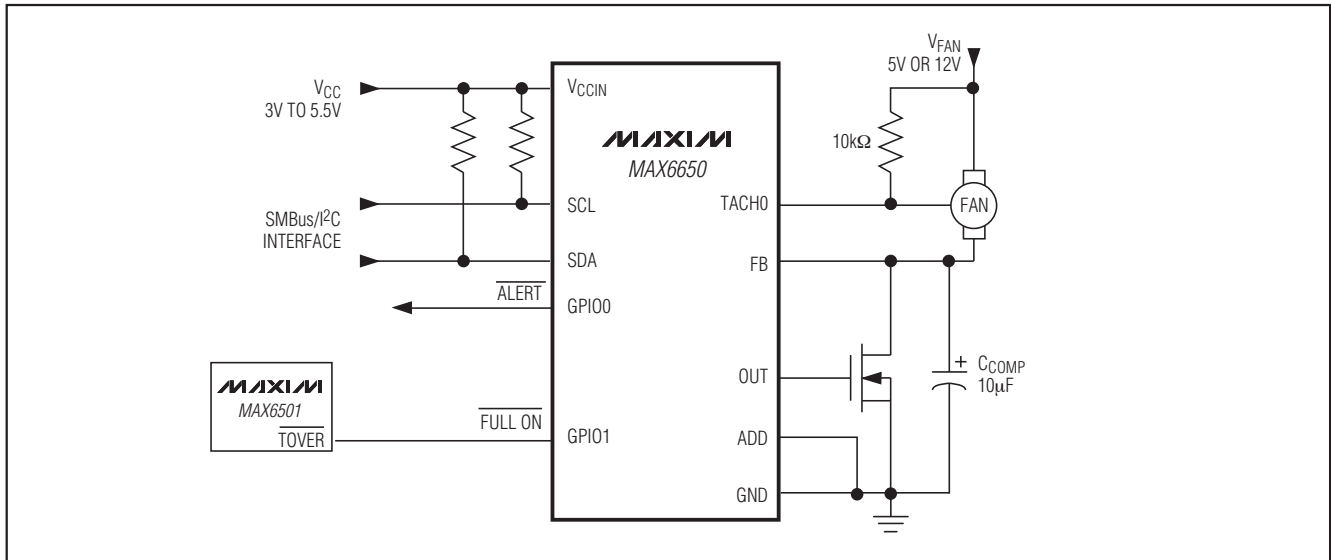 VFAN
5V OR 12V
VCC
3V TO 5.5V
VCCIN
MAXIM
MAX6650
10kΩ
SCL
TACH0
FAN
SMBus/I2C
INTERFACE
SDA
FB
ALERT
GPIO0
OUT
+ CCOMP
10µF
MAXIM
MAX6501
TOVER
FULL ON
GPIO1
ADD
GND